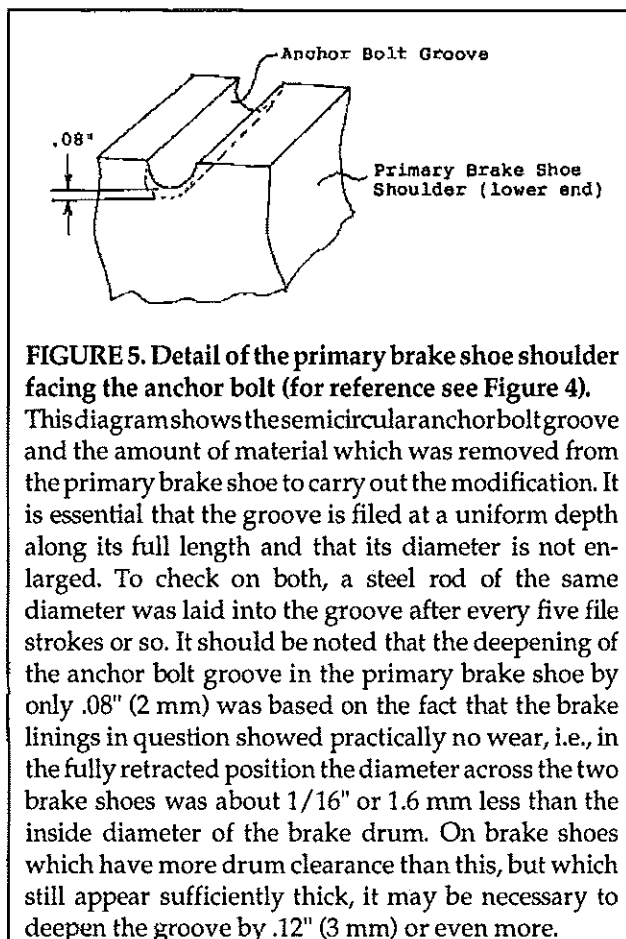 Anchor Bolt Groove
.08"
Primary Brake Shoe
Shoulder (lower end)
FIGURE 5. Detail of the primary brake shoe shoulder
facing the anchor bolt (for reference see Figure 4).
This diagram shows the semicircular anchor bolt groove
and the amount of material which was removed from
the primary brake shoe to carry out the modification. It
is essential that the groove is filed at a uniform depth
along its full length and that its diameter is not en-
larged. To check on both, a steel rod of the same
diameter was laid into the groove after every five file
strokes or so. It should be noted that the deepening of
the anchor bolt groove in the primary brake shoe by
only .08" (2 mm) was based on the fact that the brake
linings in question showed practically no wear, i.e., in
the fully retracted position the diameter across the two
brake shoes was about 1/16" or 1.6 mm less than the
inside diameter of the brake drum. On brake shoes
which have more drum clearance than this, but which
still appear sufficiently thick, it may be necessary to
deepen the groove by .12" (3 mm) or even more.